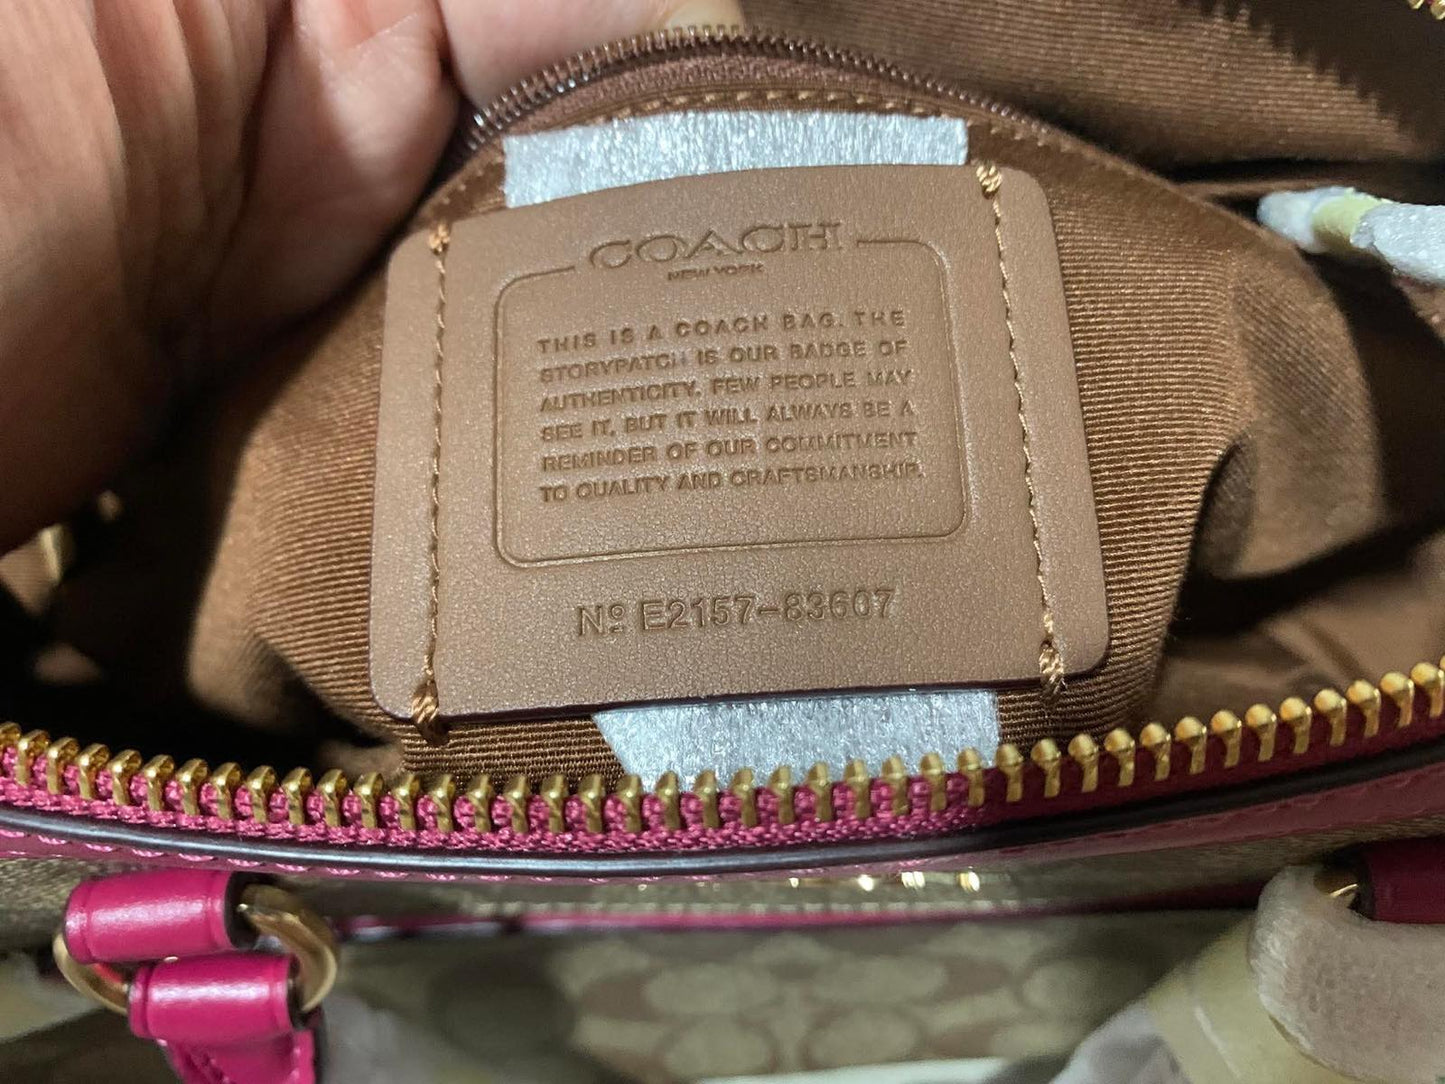 COACH
NEW YORK
THIS IS A COACH BAG. THE
STORYPATCH IS OUR BADGE OF
AUTHENTICITY. FEW PEOPLE MAY
SEE IT, BUT IT WILL ALWAYS BE A
REMINDER OF OUR COMMITMENT
TO QUALITY AND CRAFTSMANSHIP.
Nº E2157-83607